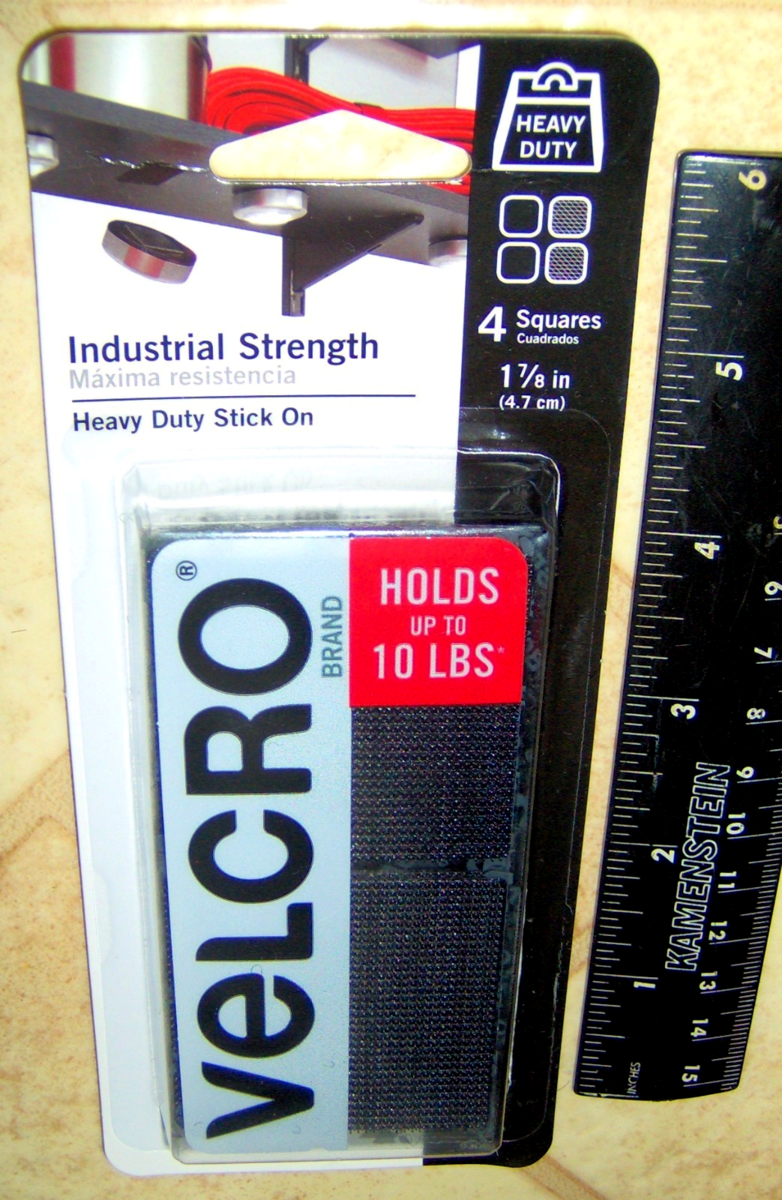 HEAVY
DUTY
4 Squares
Cuadrados
1 7/8 in
(4.7 cm)
Industrial Strength
Máxima resistencia
Heavy Duty Stick On
VELCRO®
BRAND
HOLDS
UP TO
10 LBS*
6
5
4
3
2
1
INCHES
KAMENSTEIN
6
7
8
9
10
11
12
13
14
15